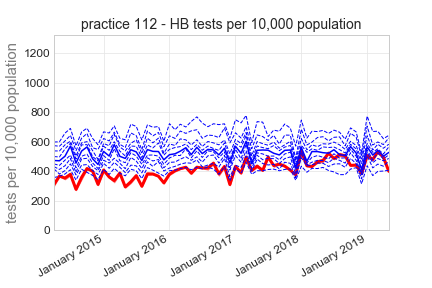 practice 112 - HB tests per 10,000 population
tests per 10,000 population
1200
1000
800
600
400
200
0
January 2015
January 2016
January 2017
January 2018
January 2019